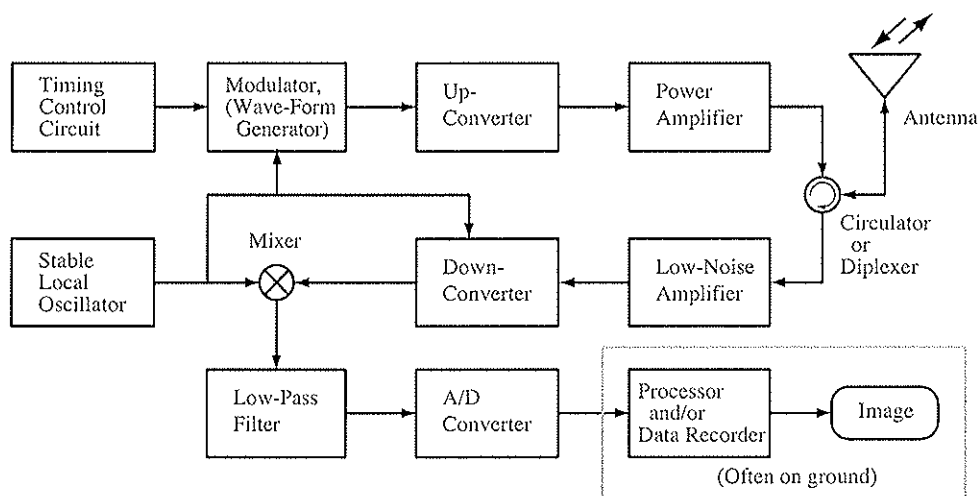 Timing
Control
Circuit
Modulator,
(Wave-Form
Generator)
Up-
Converter
Power
Amplifier
Antenna
Circulator
or
Diplexer
Stable
Local
Oscillator
Mixer
Down-
Converter
Low-Noise
Amplifier
Low-Pass
Filter
A/D
Converter
Processor
and/or
Data Recorder
Image
(Often on ground)